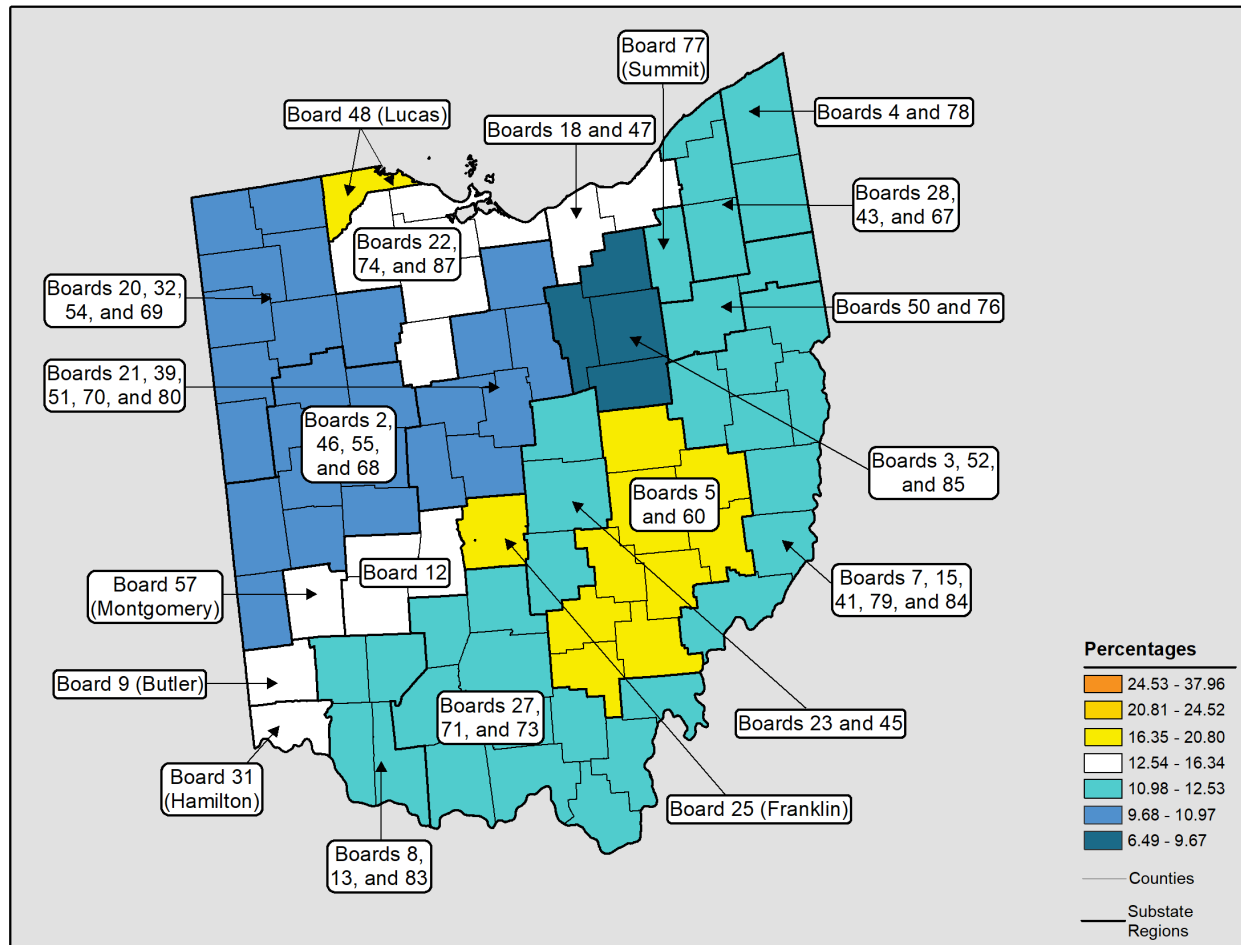 Board 77
(Summit)
Board 48 (Lucas)
Boards 18 and 47
Boards 4 and 78
Boards 28,
43, and 67
Boards 22,
74, and 87
Boards 20, 32,
54, and 69
Boards 50 and 76
Boards 21, 39,
51, 70, and 80
Boards 2,
46, 55,
and 68
Boards 3, 52,
and 85
Boards 5
and 60
Board 57
(Montgomery)
Board 12
Boards 7, 15,
41, 79, and 84
Board 9 (Butler)
Boards 27,
71, and 73
Boards 23 and 45
Board 31
(Hamilton)
Board 25 (Franklin)
Boards 8,
13, and 83
Percentages
24.53 - 37.96
20.81 - 24.52
16.35 - 20.80
12.54 - 16.34
10.98 - 12.53
9.68 - 10.97
6.49 - 9.67
Counties
Substate
Regions